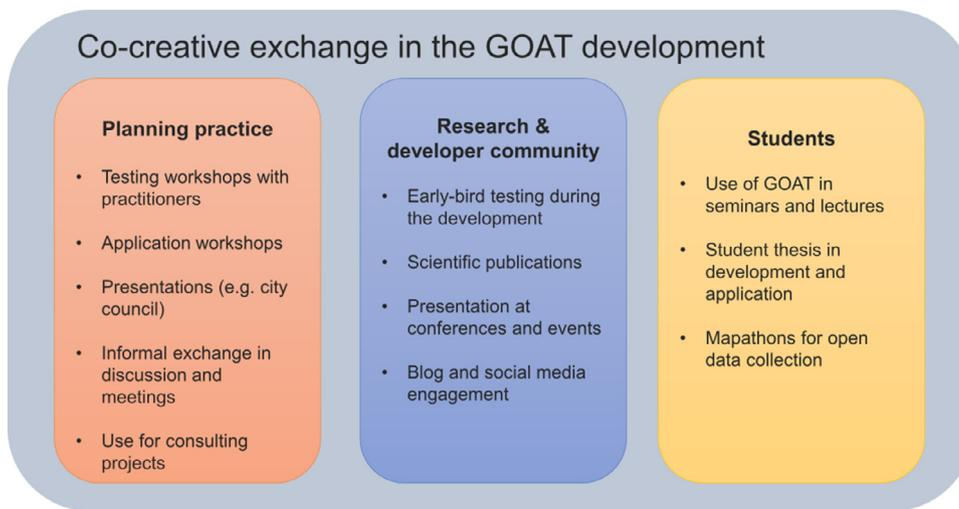 Co-creative exchange in the GOAT development
Planning practice
• Testing workshops with
practitioners
• Application workshops
• Presentations (e.g. city
council)
• Informal exchange in
discussion and
meetings
• Use for consulting
projects
Research &
developer community
• Early-bird testing during
the development
• Scientific publications
• Presentation at
conferences and events
• Blog and social media
engagement
Students
• Use of GOAT in
seminars and lectures
• Student thesis in
development and
application
• Mapathons for open
data collection